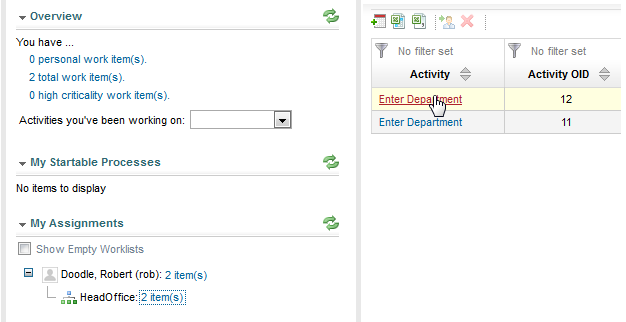 Overview
You have ...
0 personal work item(s).
2 total work item(s).
0 high criticality work item(s).
Activities you've been working on:
My Startable Processes
No items to display
My Assignments
Show Empty Worklists
Doodle, Robert (rob): 2 item(s)
HeadOffice: 2 item(s)
No filter set No filter set
Activity Activity OID
Enter Department 12
Enter Department 11